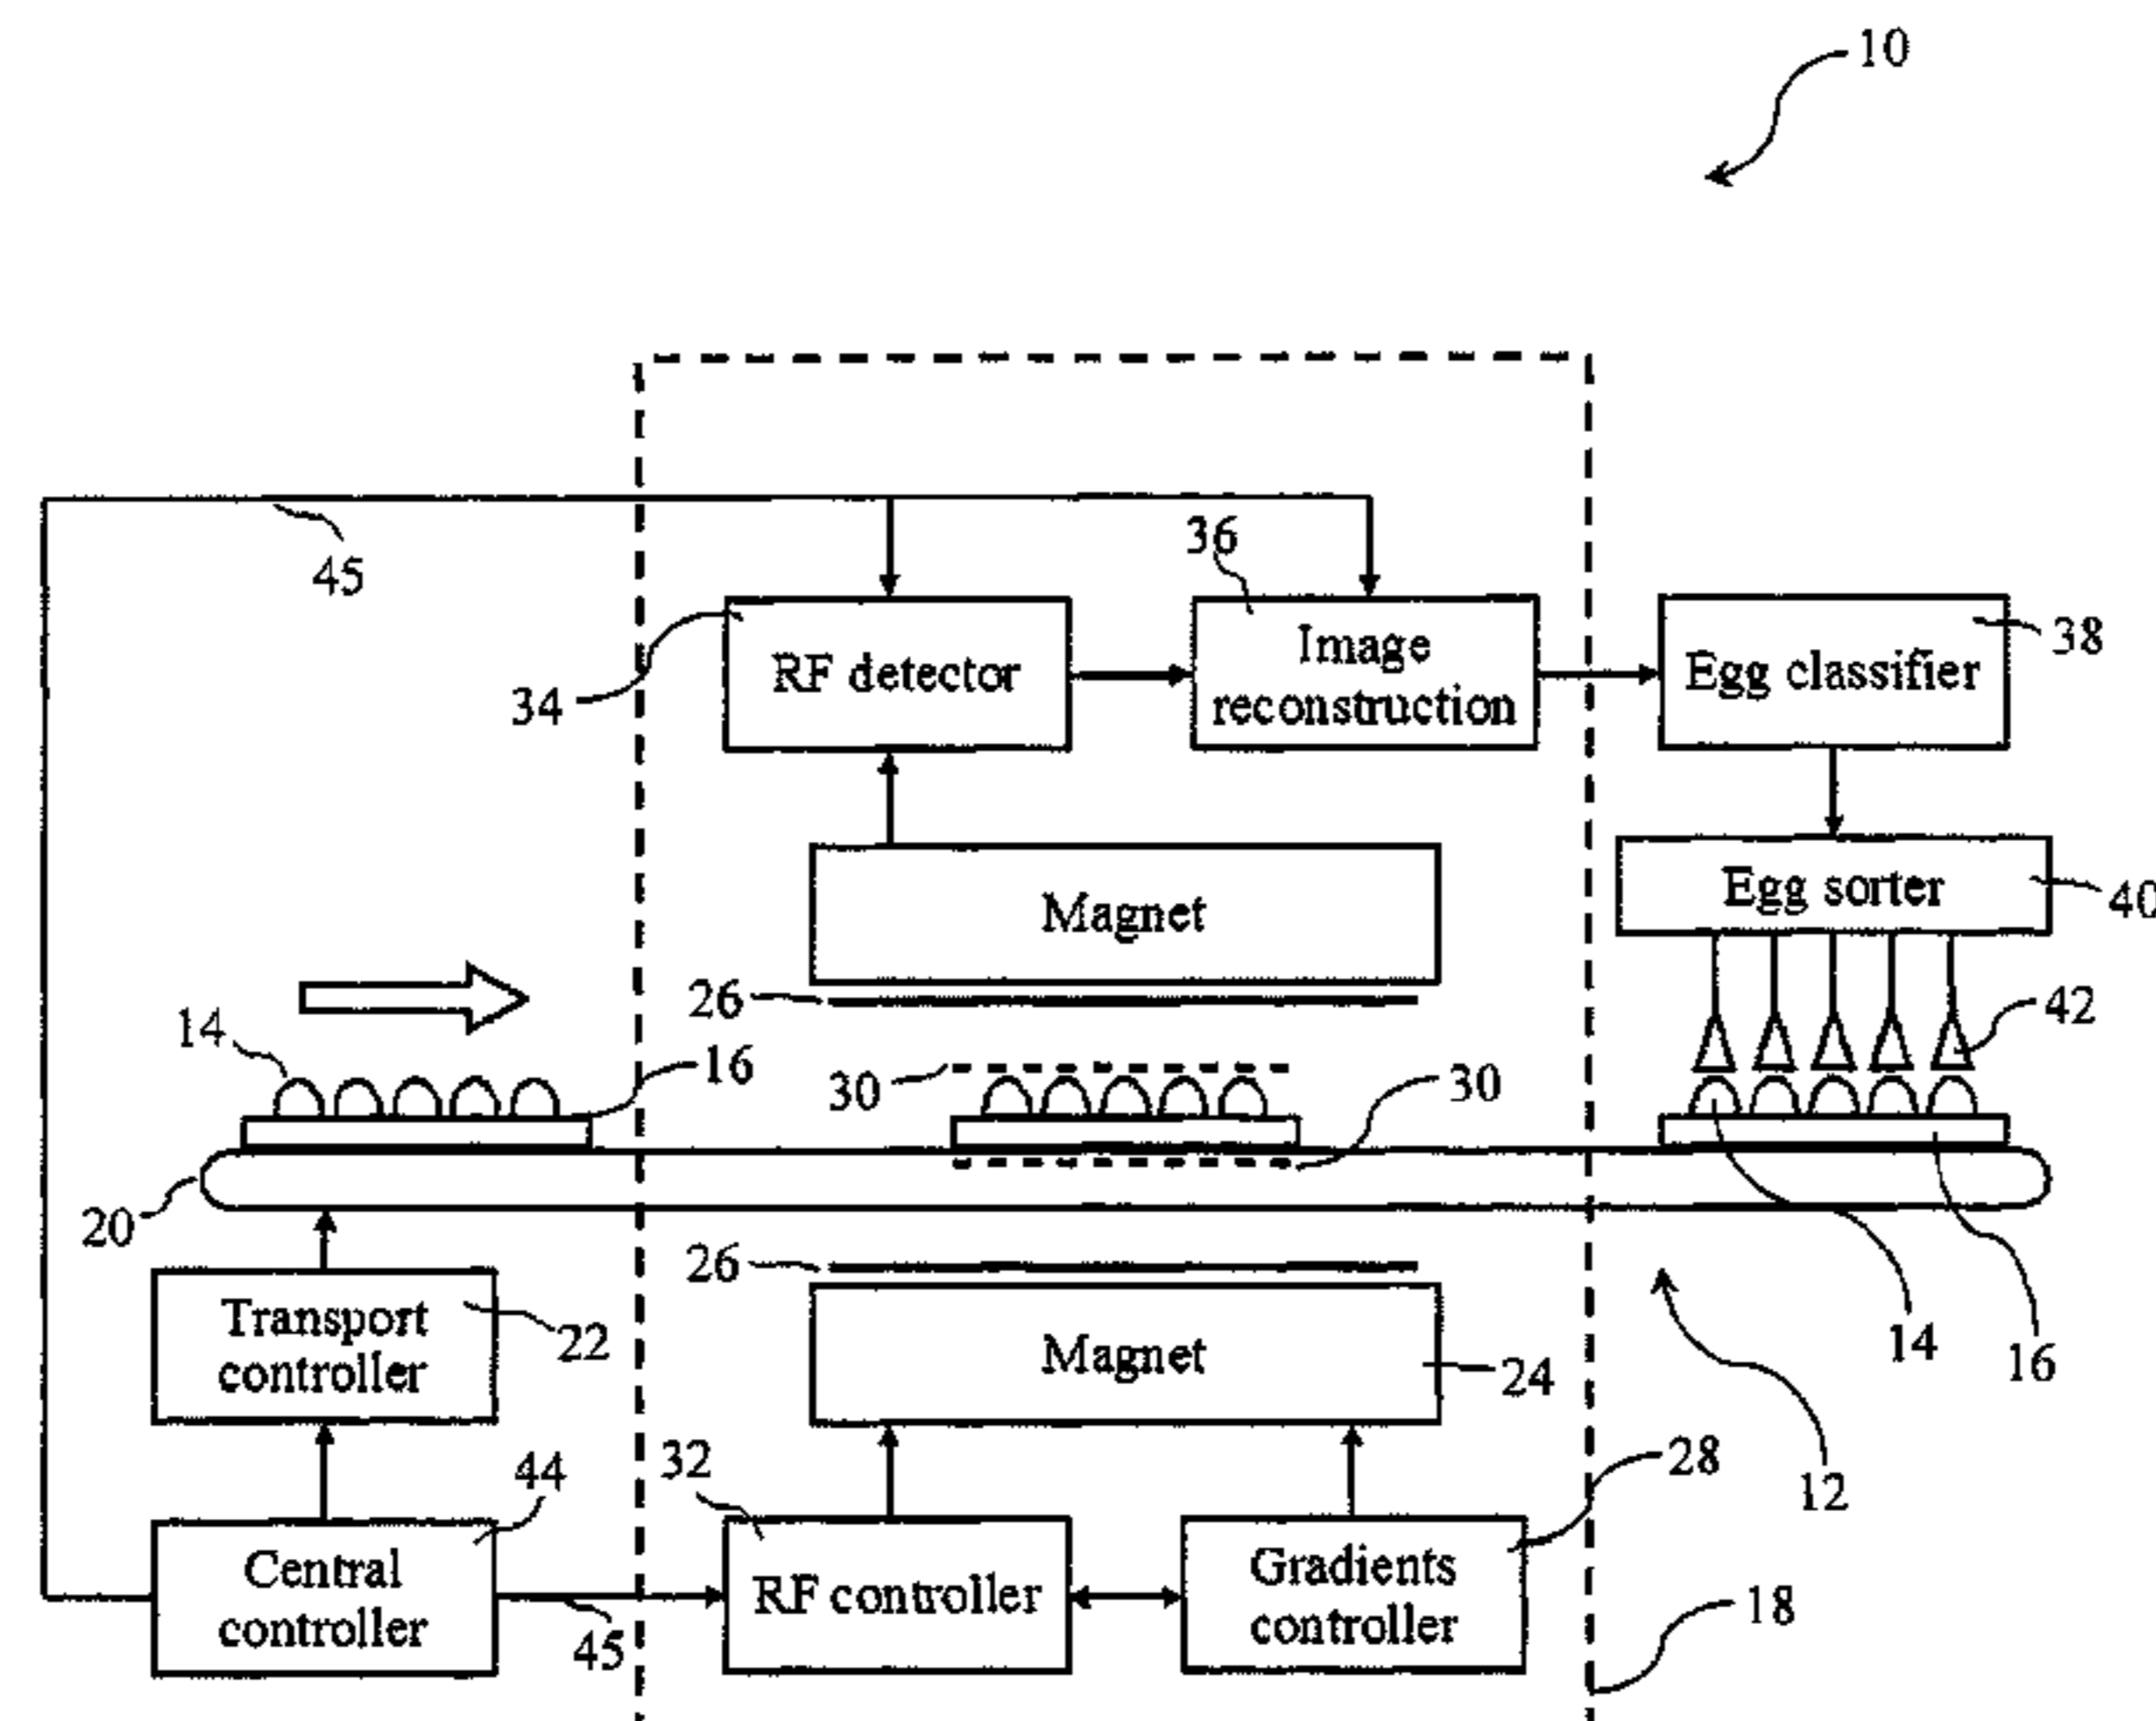 10
45
36
34
RF detector
Image
reconstruction
Egg classifier
38
Magnet
Egg sorter
40
26
14
16
30
30
42
20
26
Transport
controller
22
Magnet
24
14
16
12
44
32
28
Central
controller
45
RF controller
Gradients
controller
18